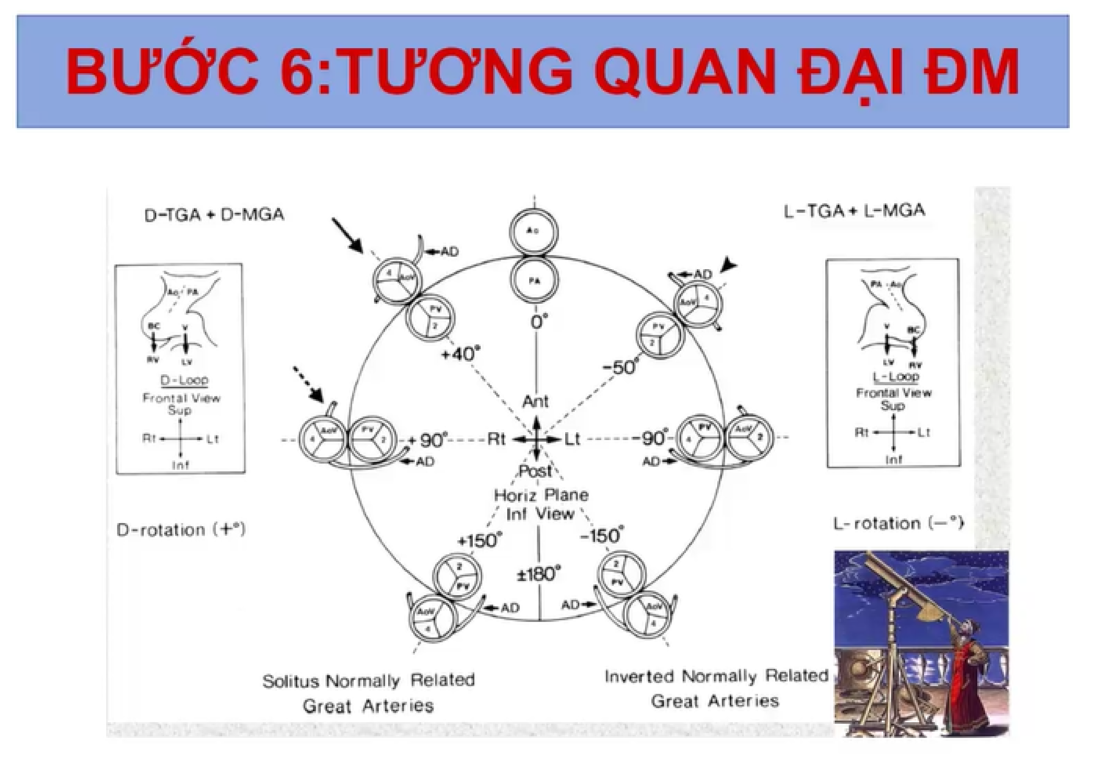 BƯỚC 6:TƯƠNG QUAN ĐẠI ĐM
D-TGA + D-MGA
L-TGA + L-MGA
Ao
PA
0°
4 AoV
PV
2
AD
+40°
AD
AoV 4
PV
2
-50°
Ao PA
BC V
RV LV
D-Loop
Frontal View
Sup
Rt Lt
Inf
PA Ao
V BC
LV RV
L-Loop
Frontal View
Sup
Rt Lt
Inf
4 AoV PV 2
+90°
AD
Ant
Rt Lt
Post
-90°
AD
4 PV AoV 2
Horiz Plane
Inf View
D-rotation (+°)
L-rotation (-°)
+150°
-150°
±180°
2
PV
AoV
4
AD
2
PV
AoV
4
AD
Solitus Normally Related
Great Arteries
Inverted Normally Related
Great Arteries